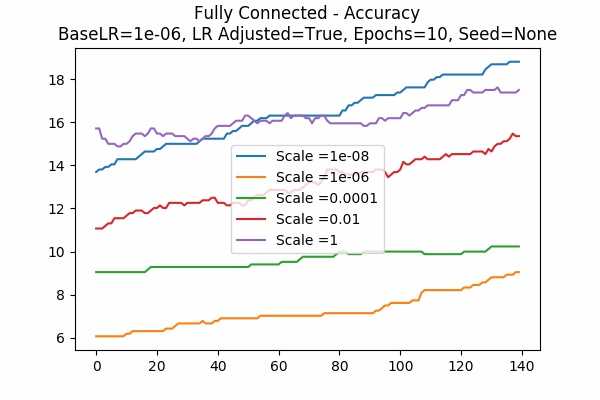 Fully Connected - Accuracy
BaseLR=1e-06, LR Adjusted=True, Epochs=10, Seed=None
18
16
14
12
10
8
6
Scale =1e-08
Scale =1e-06
Scale =0.0001
Scale =0.01
Scale =1
0 20 40 60 80 100 120 140